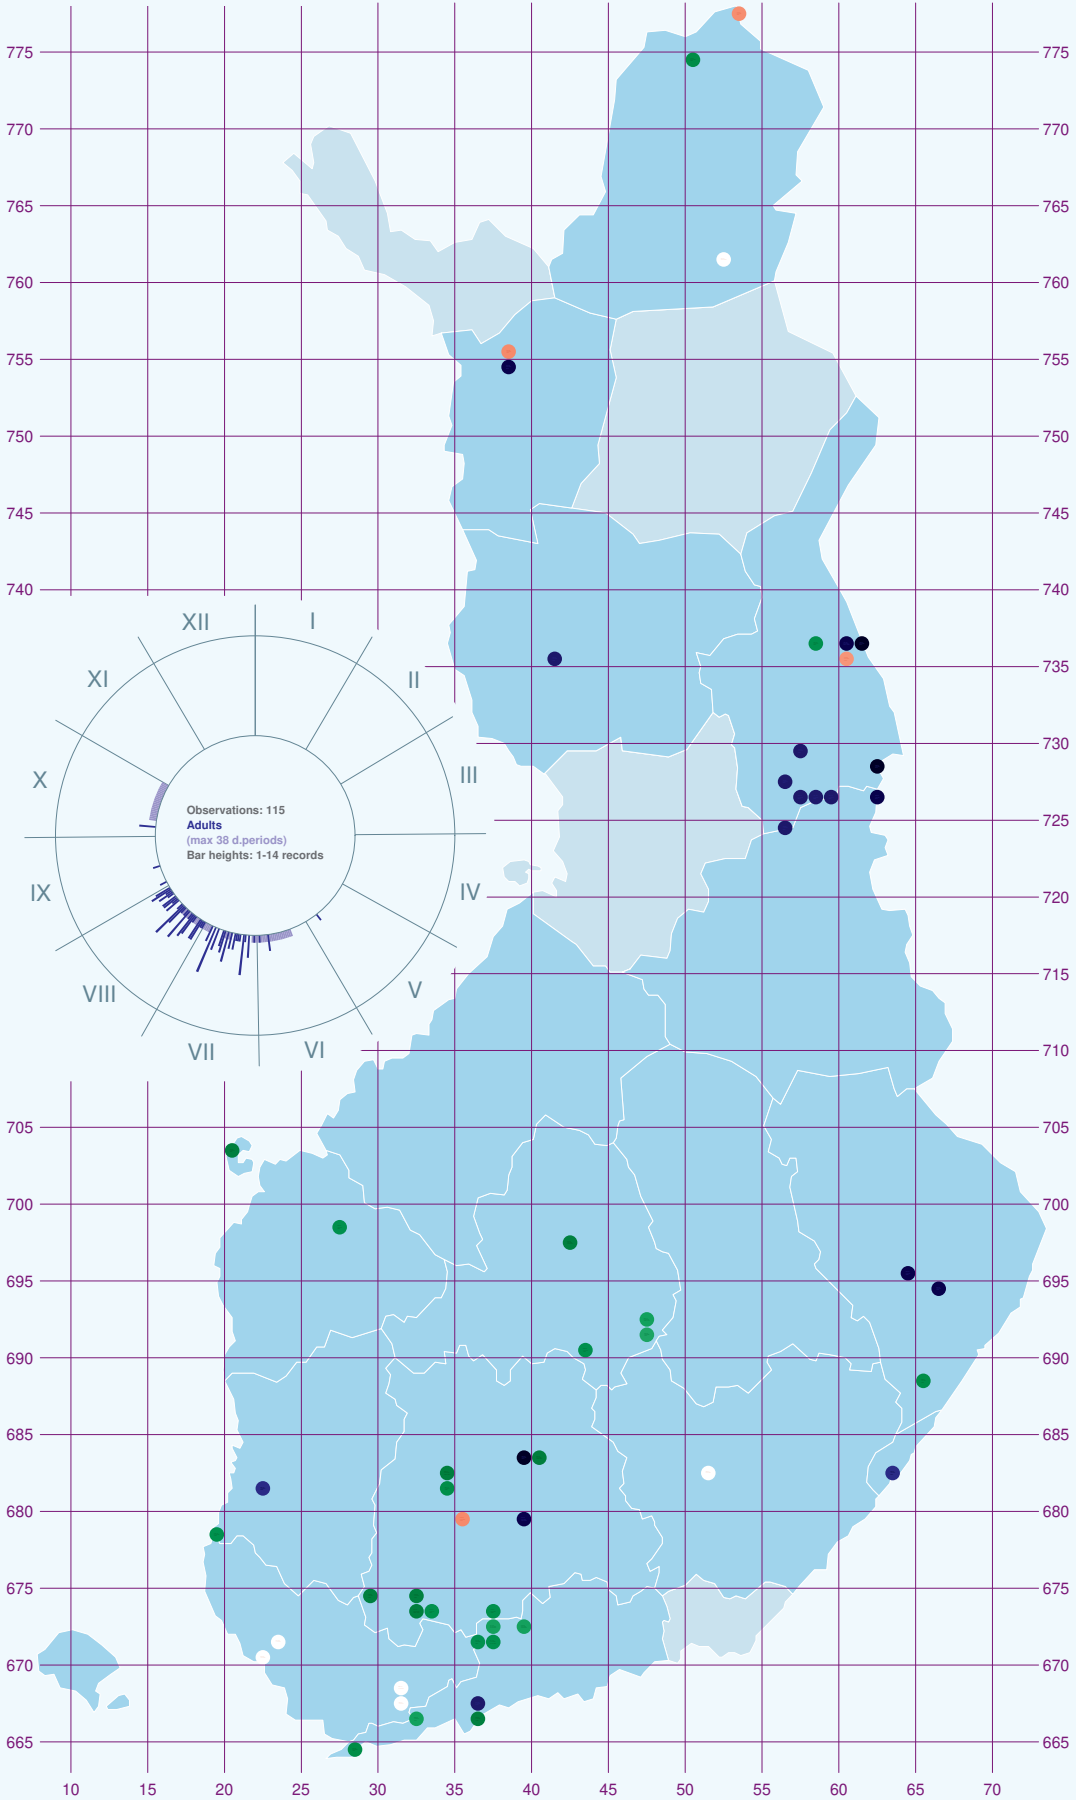 775 775
770 770
765 765
760 760
755 755
750 750
745 745
740 740
XII I
XI II
735
X III
730
Observations: 115
Adults
(max 38 d.periods)
Bar heights: 1-14 records
725
IX IV
720
VIII V
715
VII VI
710
705 705
700 700
695 695
690 690
685 685
680 680
675 675
670 670
665 665
10 15 20 25 30 35 40 45 50 55 60 65 70